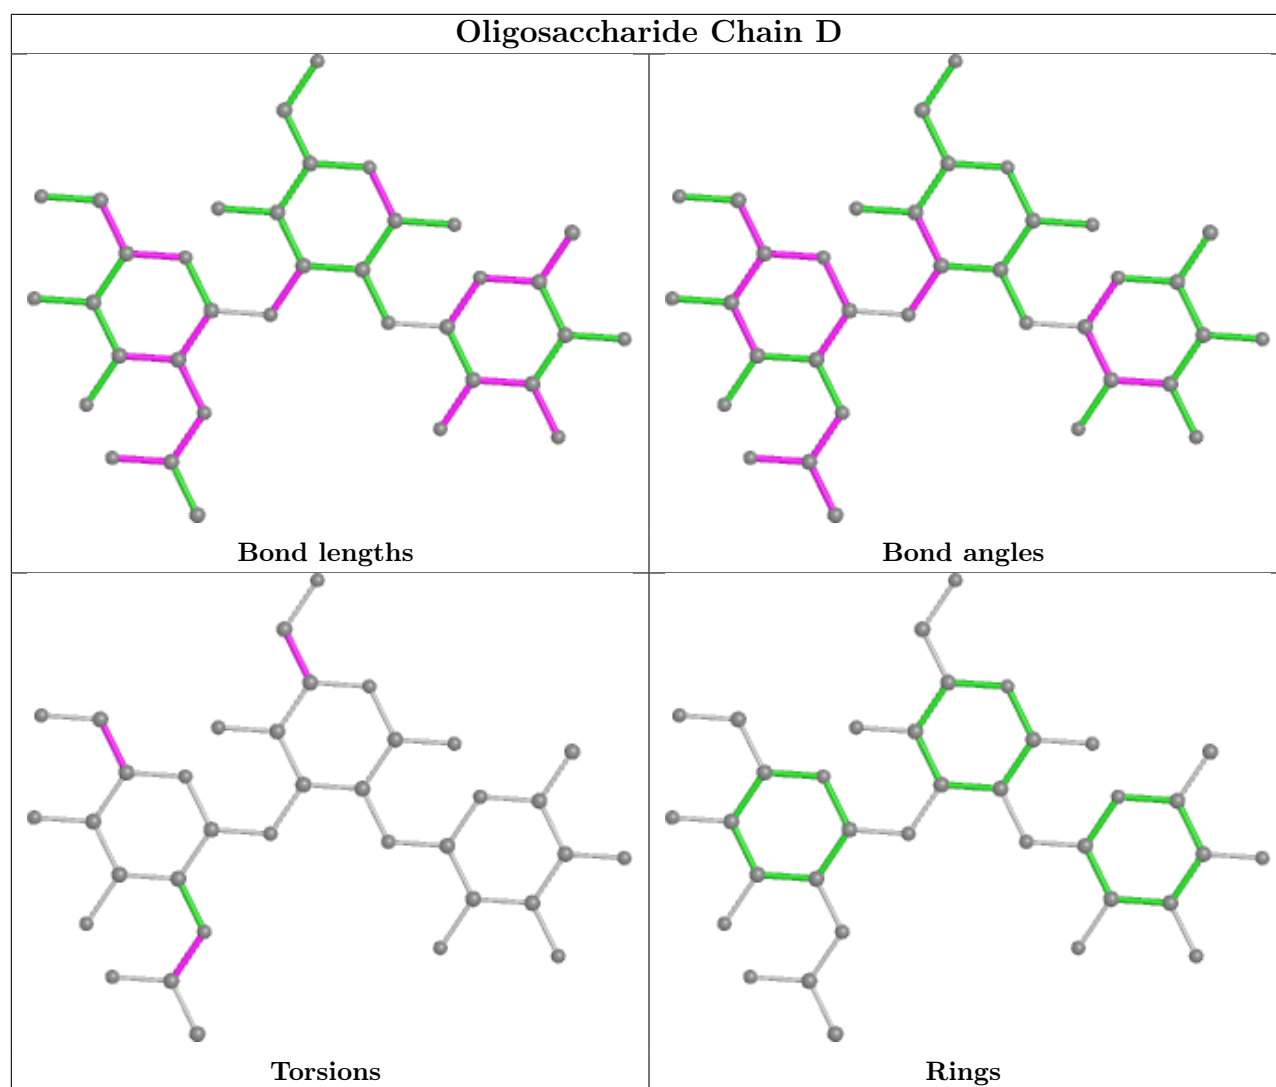 Oligosaccharide Chain D
Bond lengths
Bond angles
Torsions
Rings